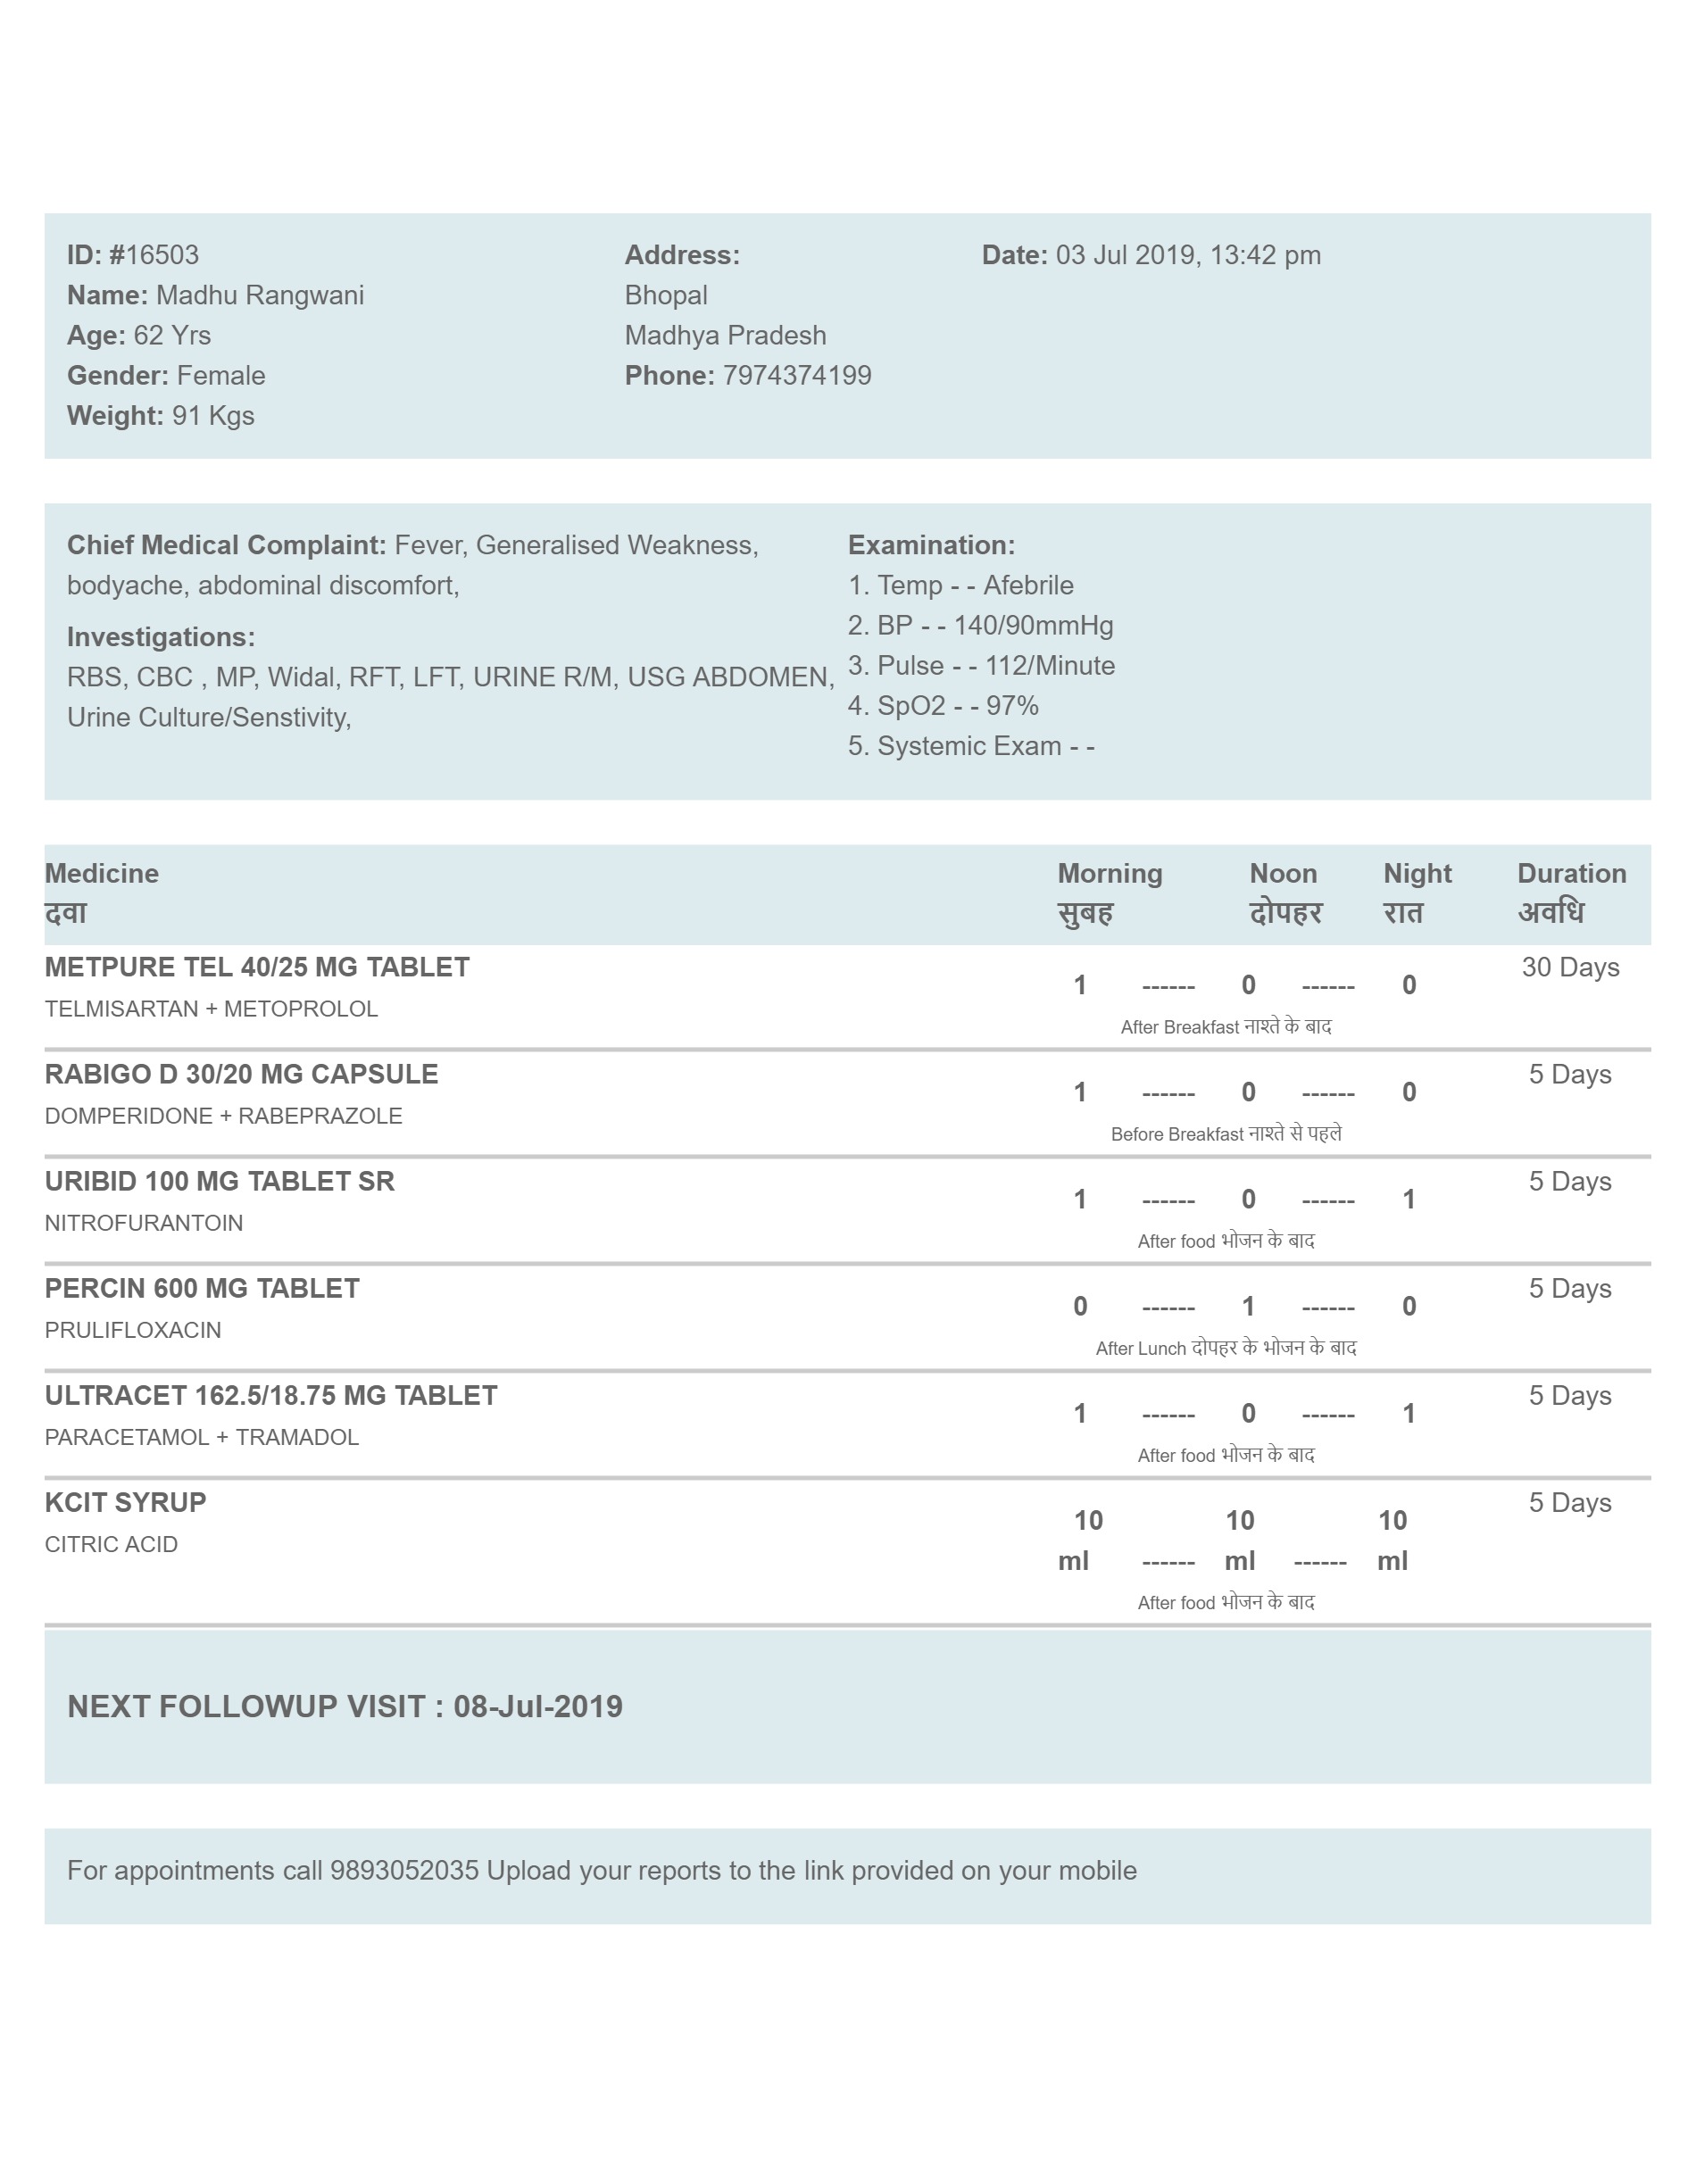 ID: #16503
Name: Madhu Rangwani
Age: 62 Yrs
Gender: Female
Weight: 91 Kgs
Address:
Bhopal
Madhya Pradesh
Phone: 7974374199
Date: 03 Jul 2019, 13:42 pm
Chief Medical Complaint: Fever, Generalised Weakness,
bodyache, abdominal discomfort,
Investigations:
RBS, CBC , MP, Widal, RFT, LFT, URINE R/M, USG ABDOMEN,
Urine Culture/Senstivity,
Examination:
1. Temp - - Afebrile
2. BP - - 140/90mmHg
3. Pulse - - 112/Minute
4. SpO2 - - 97%
5. Systemic Exam - -
Medicine Morning Noon Night Duration
दवा सुबह दोपहर रात अवधि
METPURE TEL 40/25 MG TABLET 30 Days
1 ------ 0 ------ 0
TELMISARTAN + METOPROLOL
After Breakfast नाश्ते के बाद
RABIGO D 30/20 MG CAPSULE 5 Days
1 ------ 0 ------ 0
DOMPERIDONE + RABEPRAZOLE
Before Breakfast नाश्ते से पहले
URIBID 100 MG TABLET SR 5 Days
1 ------ 0 ------ 1
NITROFURANTOIN
After food भोजन के बाद
PERCIN 600 MG TABLET 5 Days
0 ------ 1 ------ 0
PRULIFLOXACIN
After Lunch दोपहर के भोजन के बाद
ULTRACET 162.5/18.75 MG TABLET 5 Days
1 ------ 0 ------ 1
PARACETAMOL + TRAMADOL
After food भोजन के बाद
KCIT SYRUP 5 Days
10 10 10
CITRIC ACID
ml ------ ml ------ ml
After food भोजन के बाद
NEXT FOLLOWUP VISIT : 08-Jul-2019
For appointments call 9893052035 Upload your reports to the link provided on your mobile